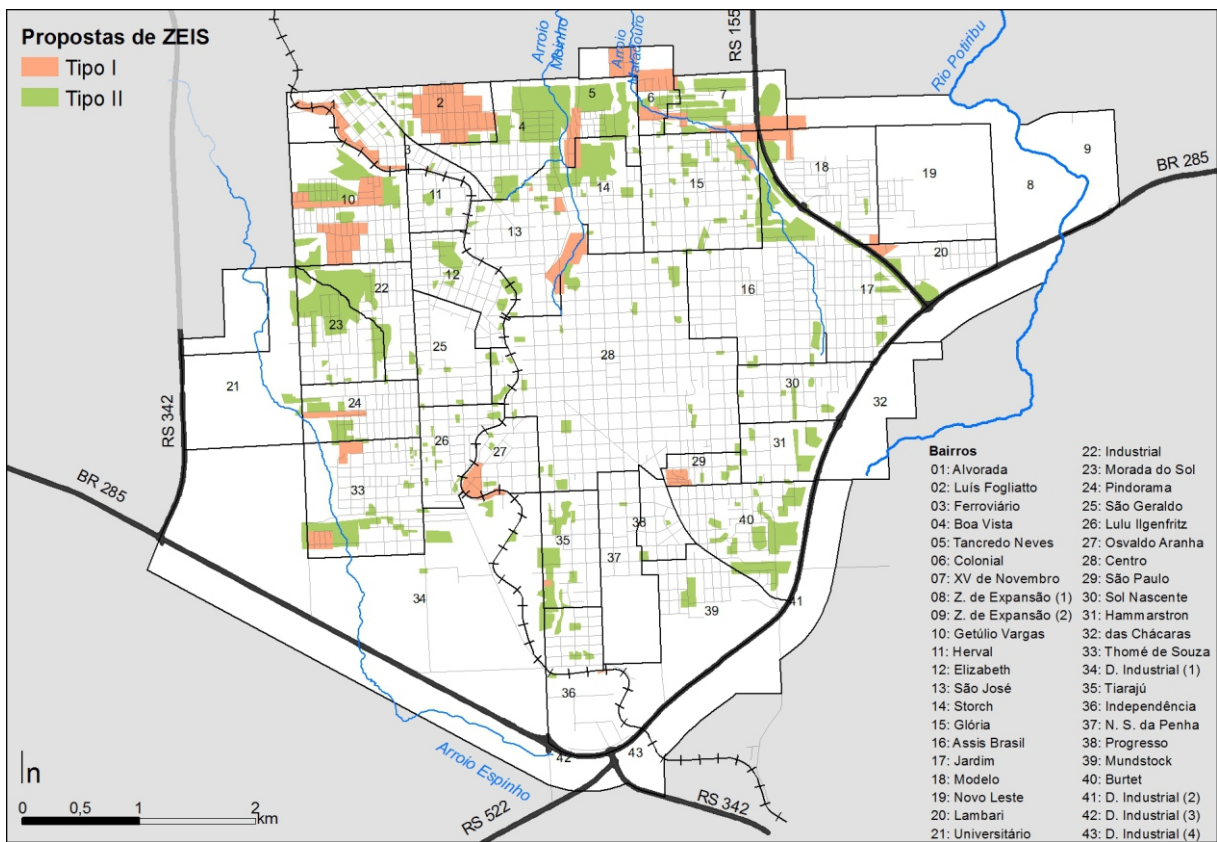 Propostas de ZEIS
Tipo I
Tipo II
Arroio Moinho
Arroio Matadouro
RS 155
Rio Potiribu
BR 285
1
2
3
4
5
6
7
8
9
10
11
12
13
14
15
16
17
18
19
20
21
22
23
24
25
26
27
28
29
30
31
32
33
34
35
36
37
38
39
40
41
42
43
RS 342
BR 285
Arroio Espinho
RS 522
RS 342
n
0 0,5 1 2
km
Bairros
01: Alvorada
02: Luís Fogliatto
03: Ferroviário
04: Boa Vista
05: Tancredo Neves
06: Colonial
07: XV de Novembro
08: Z. de Expansão (1)
09: Z. de Expansão (2)
10: Getúlio Vargas
11: Herval
12: Elizabeth
13: São José
14: Storch
15: Glória
16: Assis Brasil
17: Jardim
18: Modelo
19: Novo Leste
20: Lambari
21: Universitário
22: Industrial
23: Morada do Sol
24: Pindorama
25: São Geraldo
26: Lulu Ilgenfritz
27: Osvaldo Aranha
28: Centro
29: São Paulo
30: Sol Nascente
31: Hammarstron
32: das Chácaras
33: Thomé de Souza
34: D. Industrial (1)
35: Tiarajú
36: Independência
37: N. S. da Penha
38: Progresso
39: Mundstock
40: Burtet
41: D. Industrial (2)
42: D. Industrial (3)
43: D. Industrial (4)